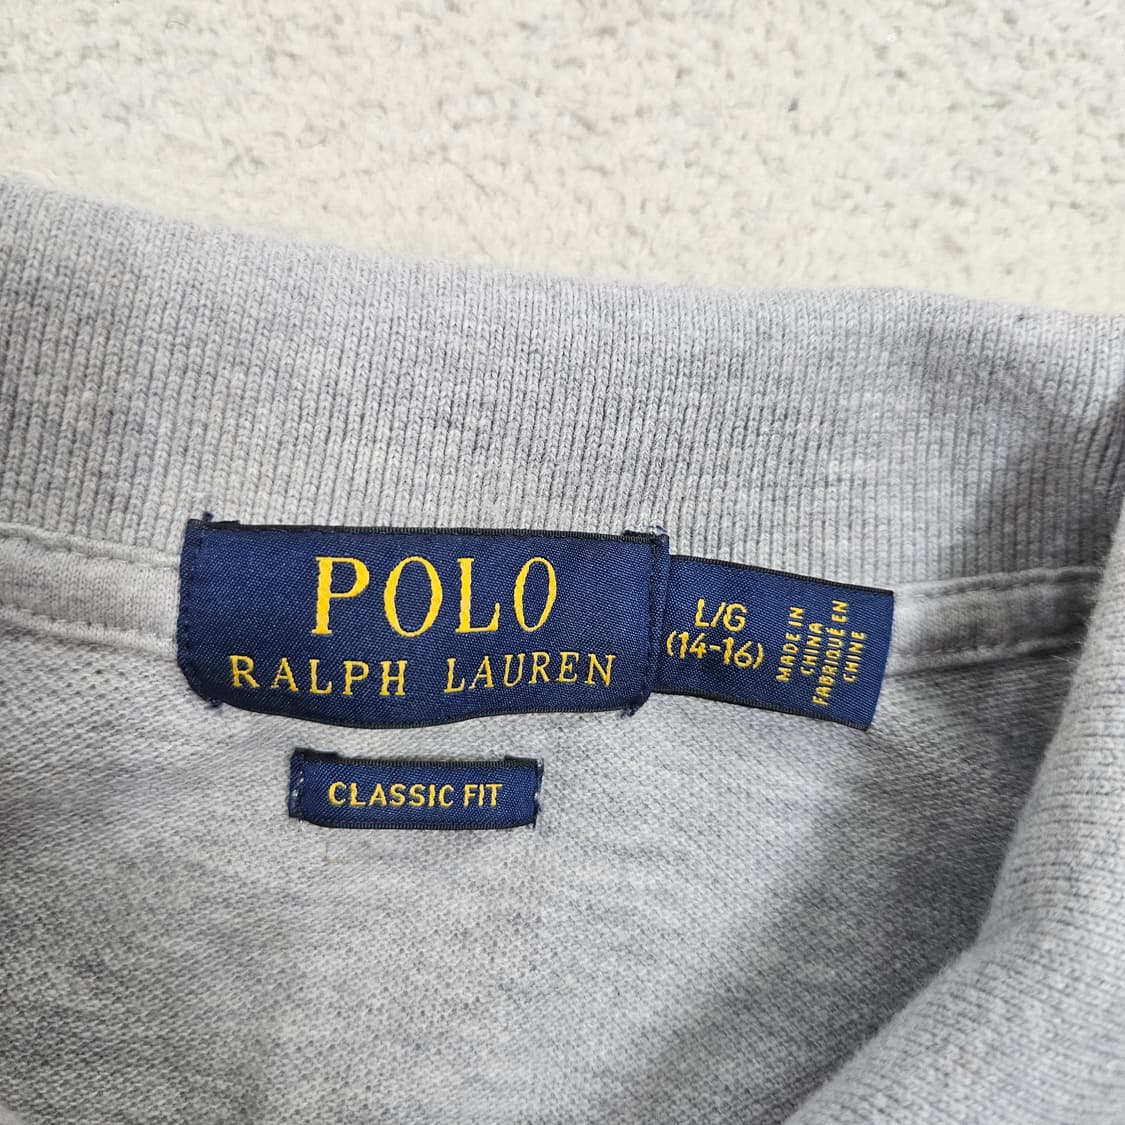 POLO
RALPH LAUREN
L/G
(14-16)
MADE IN
CHINA
FABRIQUÉ EN
CHINE
CLASSIC FIT